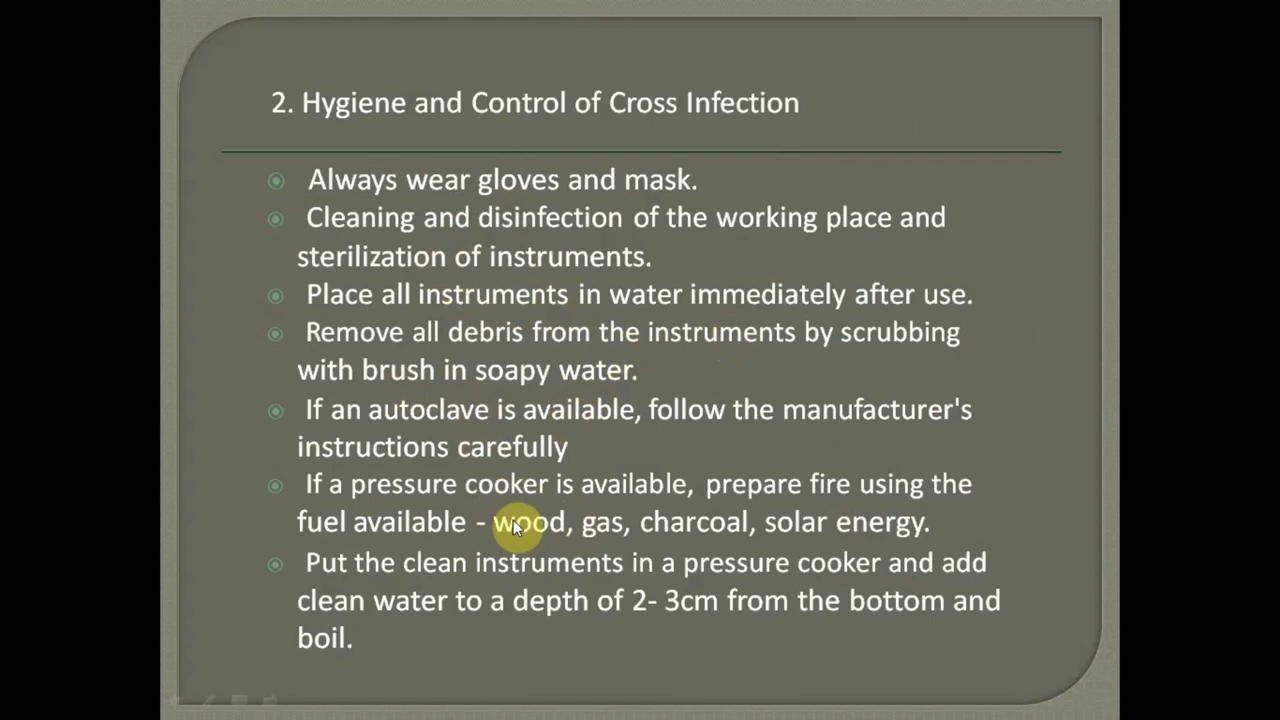 2. Hygiene and Control of Cross Infection
Always wear gloves and mask.
Cleaning and disinfection of the working place and
sterilization of instruments.
Place all instruments in water immediately after use.
Remove all debris from the instruments by scrubbing
with brush in soapy water.
If an autoclave is available, follow the manufacturer's
instructions carefully
If a pressure cooker is available, prepare fire using the
fuel available - wood, gas, charcoal, solar energy.
Put the clean instruments in a pressure cooker and add
clean water to a depth of 2- 3cm from the bottom and
boil.